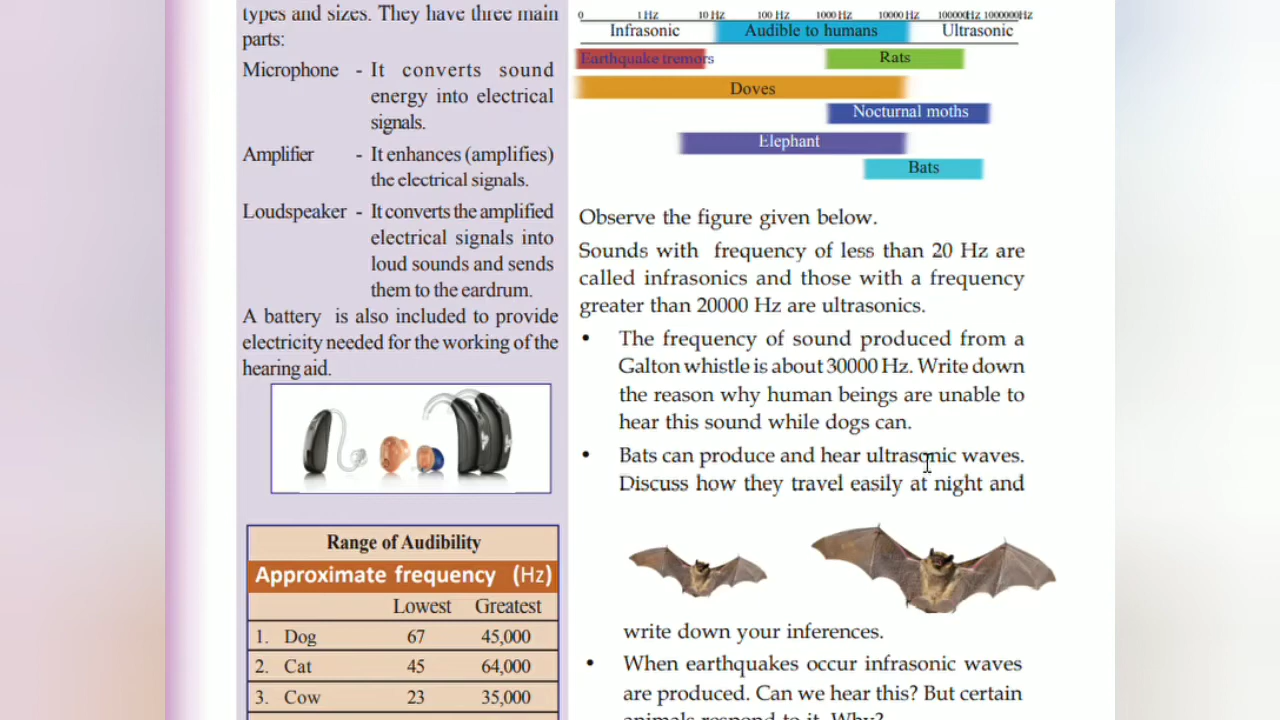 types and sizes. They have three main
parts:
Microphone - It converts sound
energy into electrical
signals.
Amplifier - It enhances (amplifies)
the electrical signals.
Loudspeaker - It converts the amplified
electrical signals into
loud sounds and sends
them to the eardrum.
A battery is also included to provide
electricity needed for the working of the
hearing aid.
Range of Audibility
Approximate frequency (Hz)
Lowest Greatest
1. Dog 67 45,000
2. Cat 45 64,000
3. Cow 23 35,000
0 1 Hz 10 Hz 100 Hz 1000 Hz 10000 Hz 100000Hz 1000000Hz
Infrasonic Audible to humans Ultrasonic
Earthquake tremors Rats
Doves
Nocturnal moths
Elephant
Bats
Observe the figure given below.
Sounds with frequency of less than 20 Hz are
called infrasonics and those with a frequency
greater than 20000 Hz are ultrasonics.
• The frequency of sound produced from a
Galton whistle is about 30000 Hz. Write down
the reason why human beings are unable to
hear this sound while dogs can.
• Bats can produce and hear ultrasonic waves.
Discuss how they travel easily at night and
write down your inferences.
• When earthquakes occur infrasonic waves
are produced. Can we hear this? But certain
animals respond to it. Why?